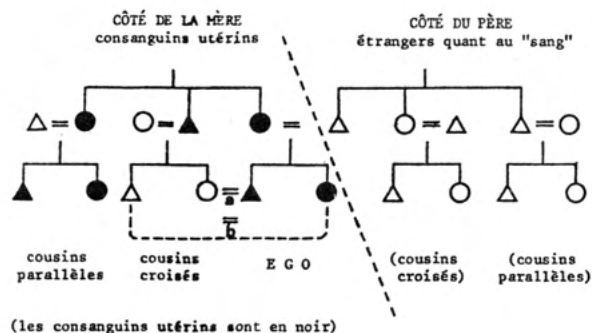 CÔTÉ DE LA MÈRE
consanguins utérins
CÔTÉ DU PÈRE
étrangers quant au "sang"
a
b
cousins
parallèles
cousins
croisés
E G O
(cousins
croisés)
(cousins
parallèles)
(les consanguins utérins sont en noir)